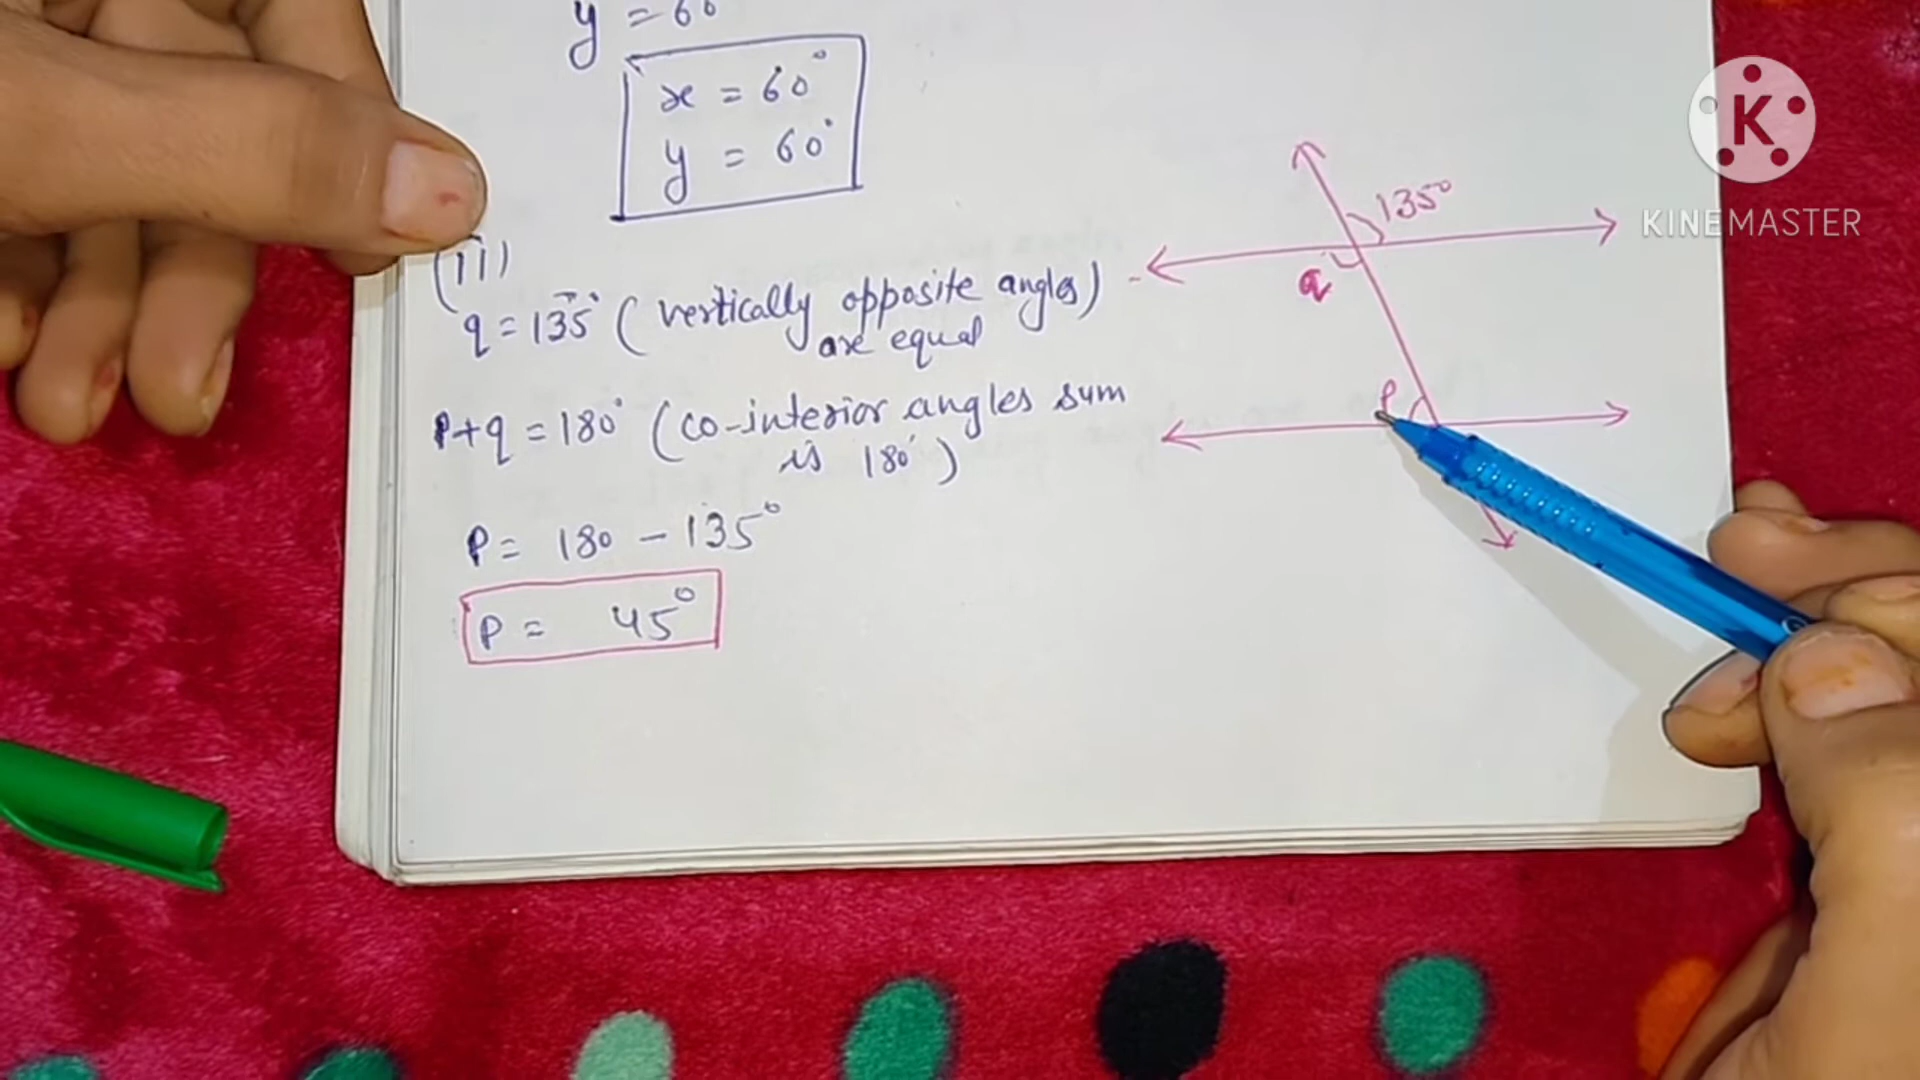 y = 60
x = 60°
y = 60°
(ii)
q = 135° (vertically opposite angles)
are equal
P+q = 180° (co-interior angles sum
is 180°)
P = 180 - 135°
P = 45°
135°
q
P
K
KINEMASTER